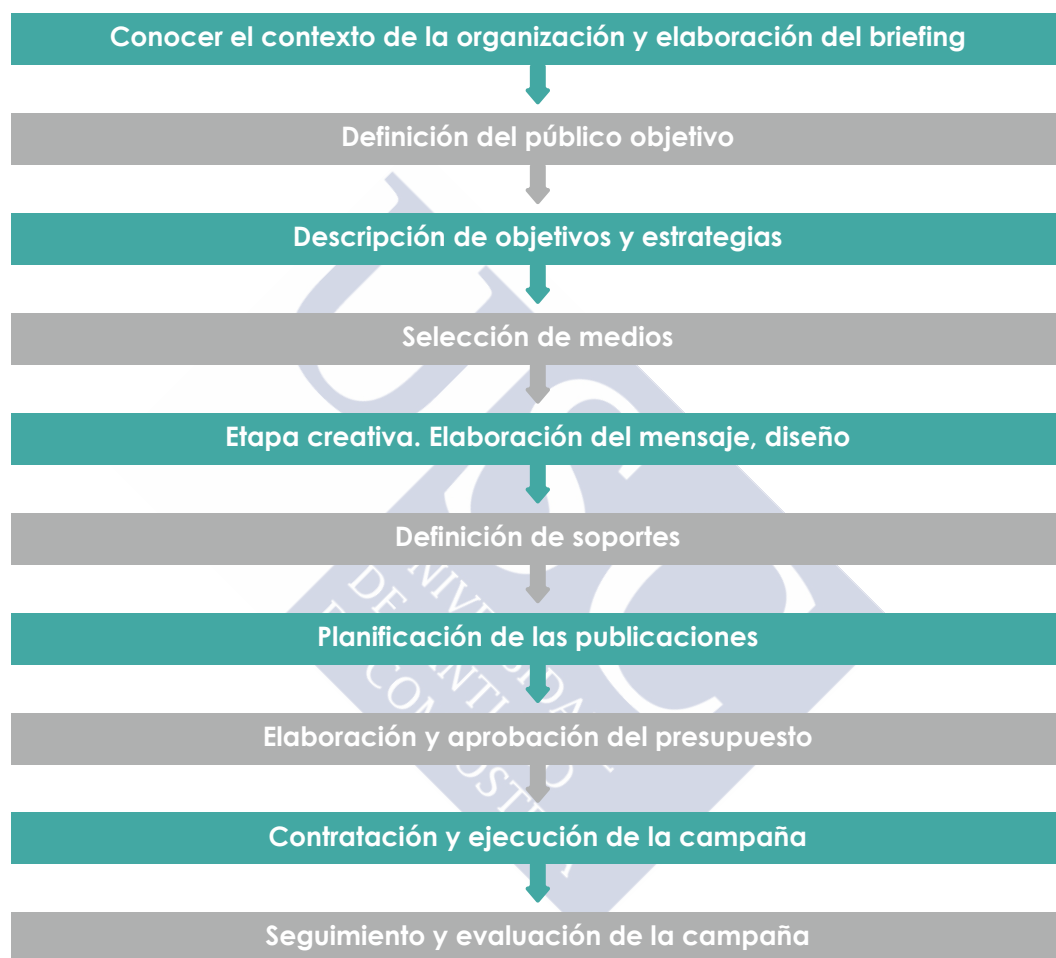 Conocer el contexto de la organización y elaboración del briefing
Definición del público objetivo
Descripción de objetivos y estrategias
Selección de medios
Etapa creativa. Elaboración del mensaje, diseño
Definición de soportes
Planificación de las publicaciones
Elaboración y aprobación del presupuesto
Contratación y ejecución de la campaña
Seguimiento y evaluación de la campaña
USC